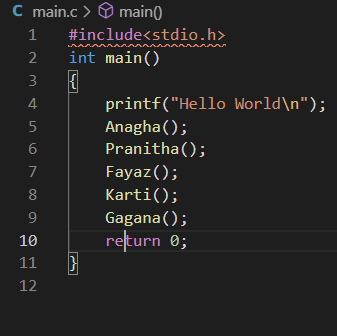 C main.c > main()
1 #include<stdio.h>
2 int main()
3 {
4     printf("Hello World\n");
5     Anagha();
6     Pranitha();
7     Fayaz();
8     Karti();
9     Gagana();
10     return 0;
11 }
12